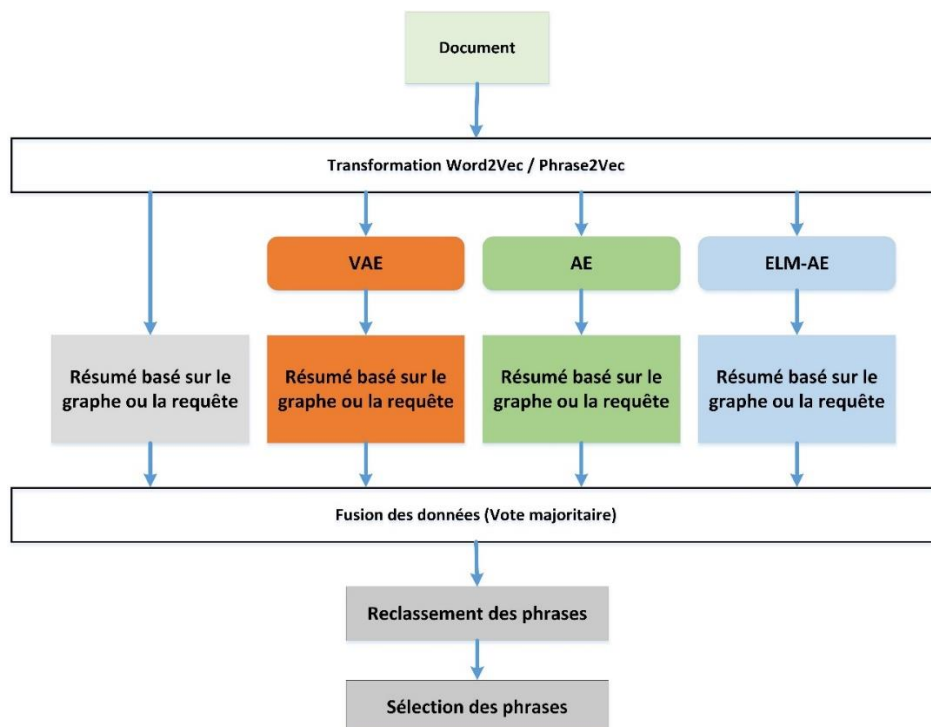 Document
Transformation Word2Vec / Phrase2Vec
VAE
AE
ELM-AE
Résumé basé sur le
graphe ou la requête
Résumé basé sur le
graphe ou la requête
Résumé basé sur le
graphe ou la requête
Résumé basé sur le
graphe ou la requête
Fusion des données (Vote majoritaire)
Reclassement des phrases
Sélection des phrases